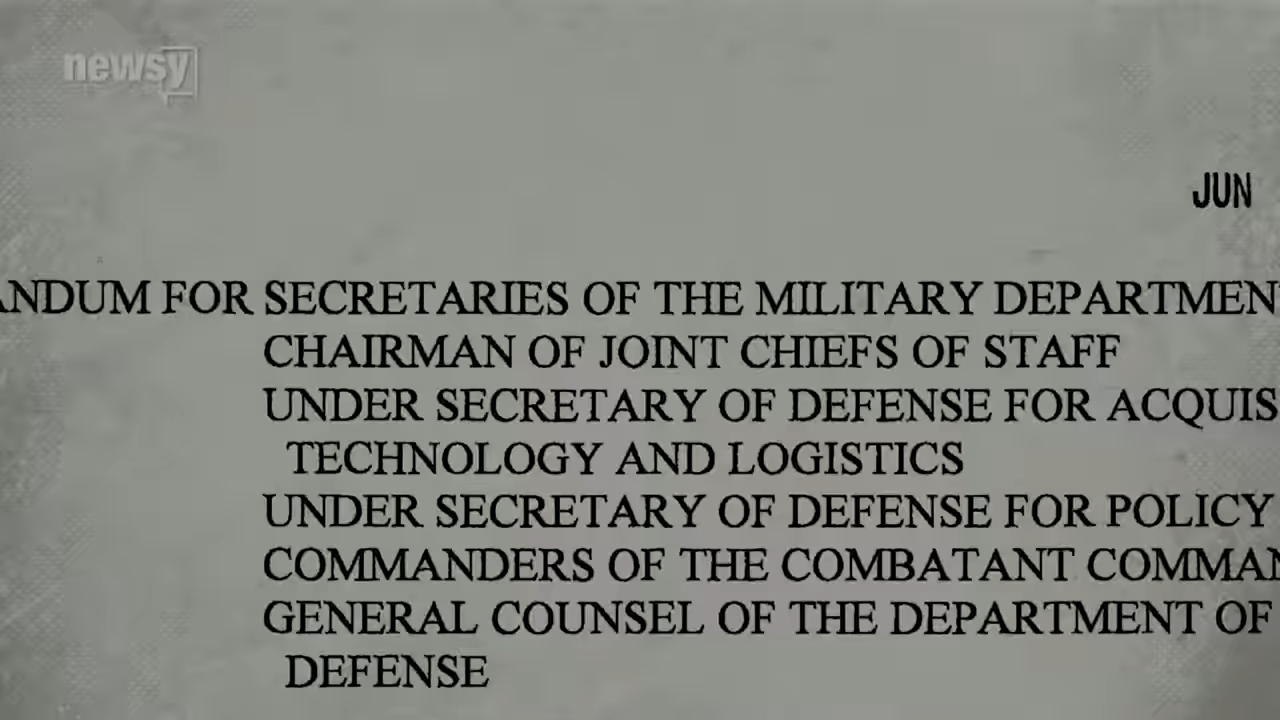 newsy
JUN
ANDUM FOR SECRETARIES OF THE MILITARY DEPARTMEN
CHAIRMAN OF JOINT CHIEFS OF STAFF
UNDER SECRETARY OF DEFENSE FOR ACQUIS
TECHNOLOGY AND LOGISTICS
UNDER SECRETARY OF DEFENSE FOR POLICY
COMMANDERS OF THE COMBATANT COMMAN
GENERAL COUNSEL OF THE DEPARTMENT OF
DEFENSE